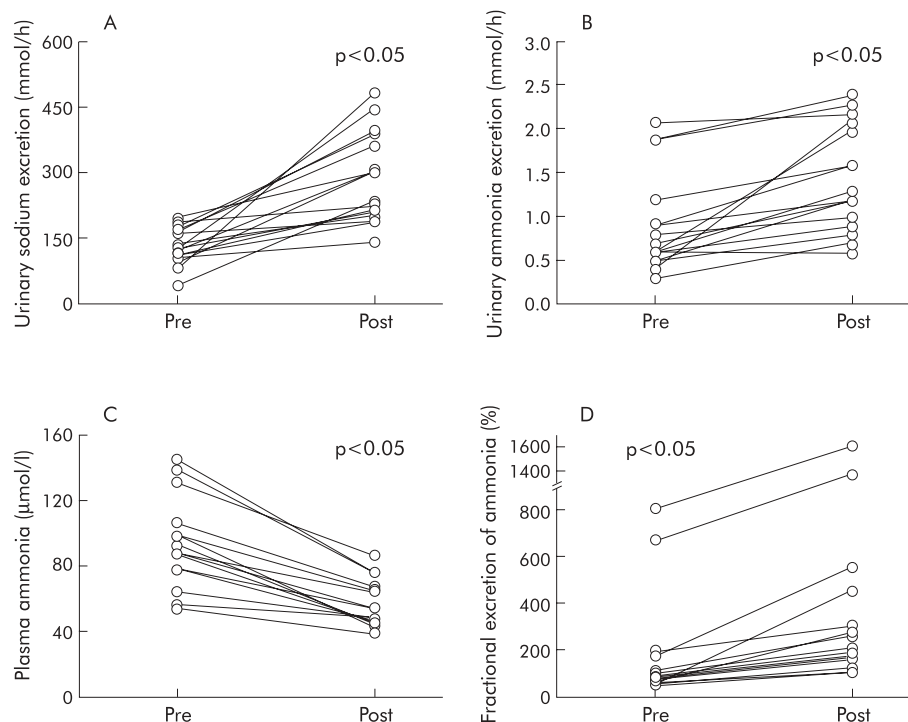 A
Urinary sodium excretion (mmol/h)
600
450
300
150
0
p<0.05
Pre
Post
B
Urinary ammonia excretion (mmol/h)
3.0
2.5
2.0
1.5
1.0
0.5
0.0
p<0.05
Pre
Post
C
Plasma ammonia (μmol/l)
160
120
80
40
0
p<0.05
Pre
Post
D
Fractional excretion of ammonia (%)
1600
1400
800
600
400
200
0
p<0.05
Pre
Post